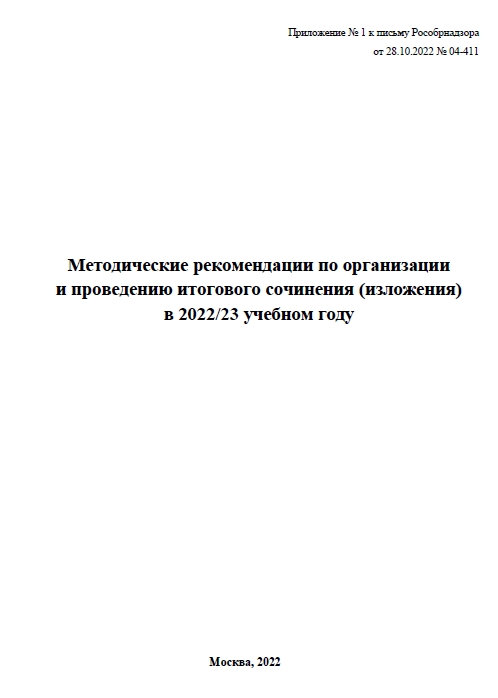 Приложение № 1 к письму Рособрнадзора
от 28.10.2022 № 04-411
Методические рекомендации по организации
и проведению итогового сочинения (изложения)
в 2022/23 учебном году
Москва, 2022